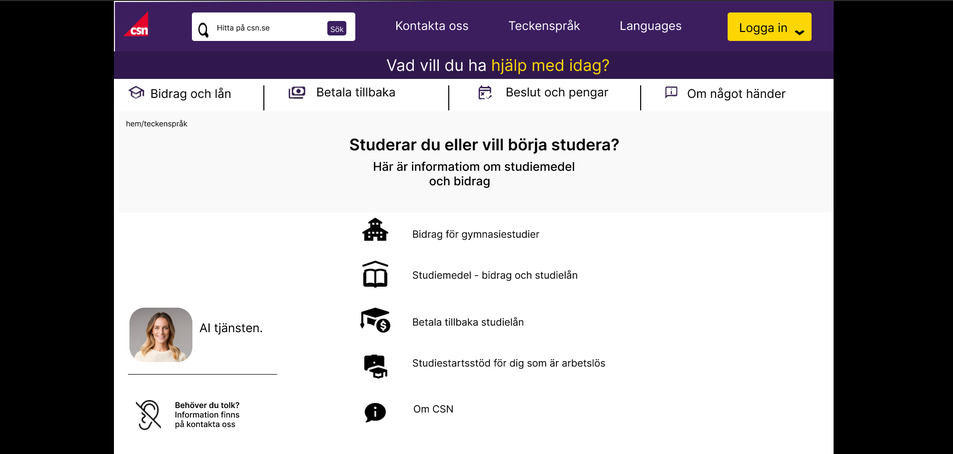 csn
Hitta på csn.se
Sök
Kontakta oss
Teckenspråk
Languages
Logga in
Vad vill du ha hjälp med idag?
Bidrag och lån
Betala tillbaka
Beslut och pengar
Om något händer
hem/teckenspråk
Studerar du eller vill börja studera?
Här är informatiom om studiemedel
och bidrag
Bidrag för gymnasiestudier
Studiemedel - bidrag och studielån
Betala tillbaka studielån
Studiestartsstöd för dig som är arbetslös
Om CSN
AI tjänsten.
Behöver du tolk?
Information finns
på kontakta oss